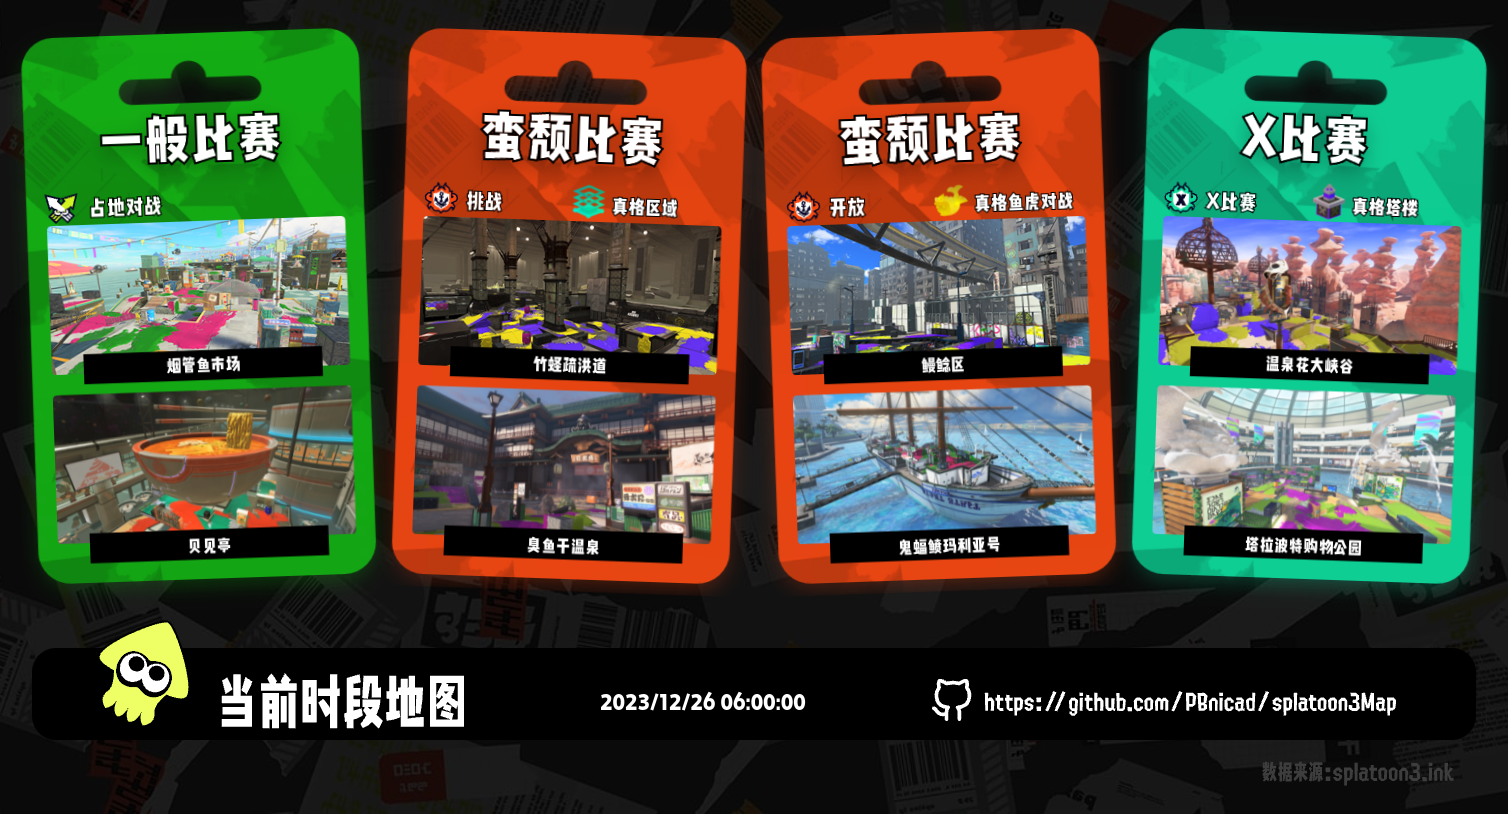 一般比赛
占地对战
烟管鱼市场
贝贝亭
蛮颓比赛
挑战
真格区域
竹蛏疏洪道
臭鱼干温泉
蛮颓比赛
开放
真格鱼虎对战
鳗鲶区
鬼蝠鲼玛利亚号
X比赛
X比赛
真格塔楼
温泉花大峡谷
塔拉波特购物公园
当前时段地图
2023/12/26 06:00:00
https://github.com/PBnicad/splatoon3Map
数据来源:splatoon3.ink